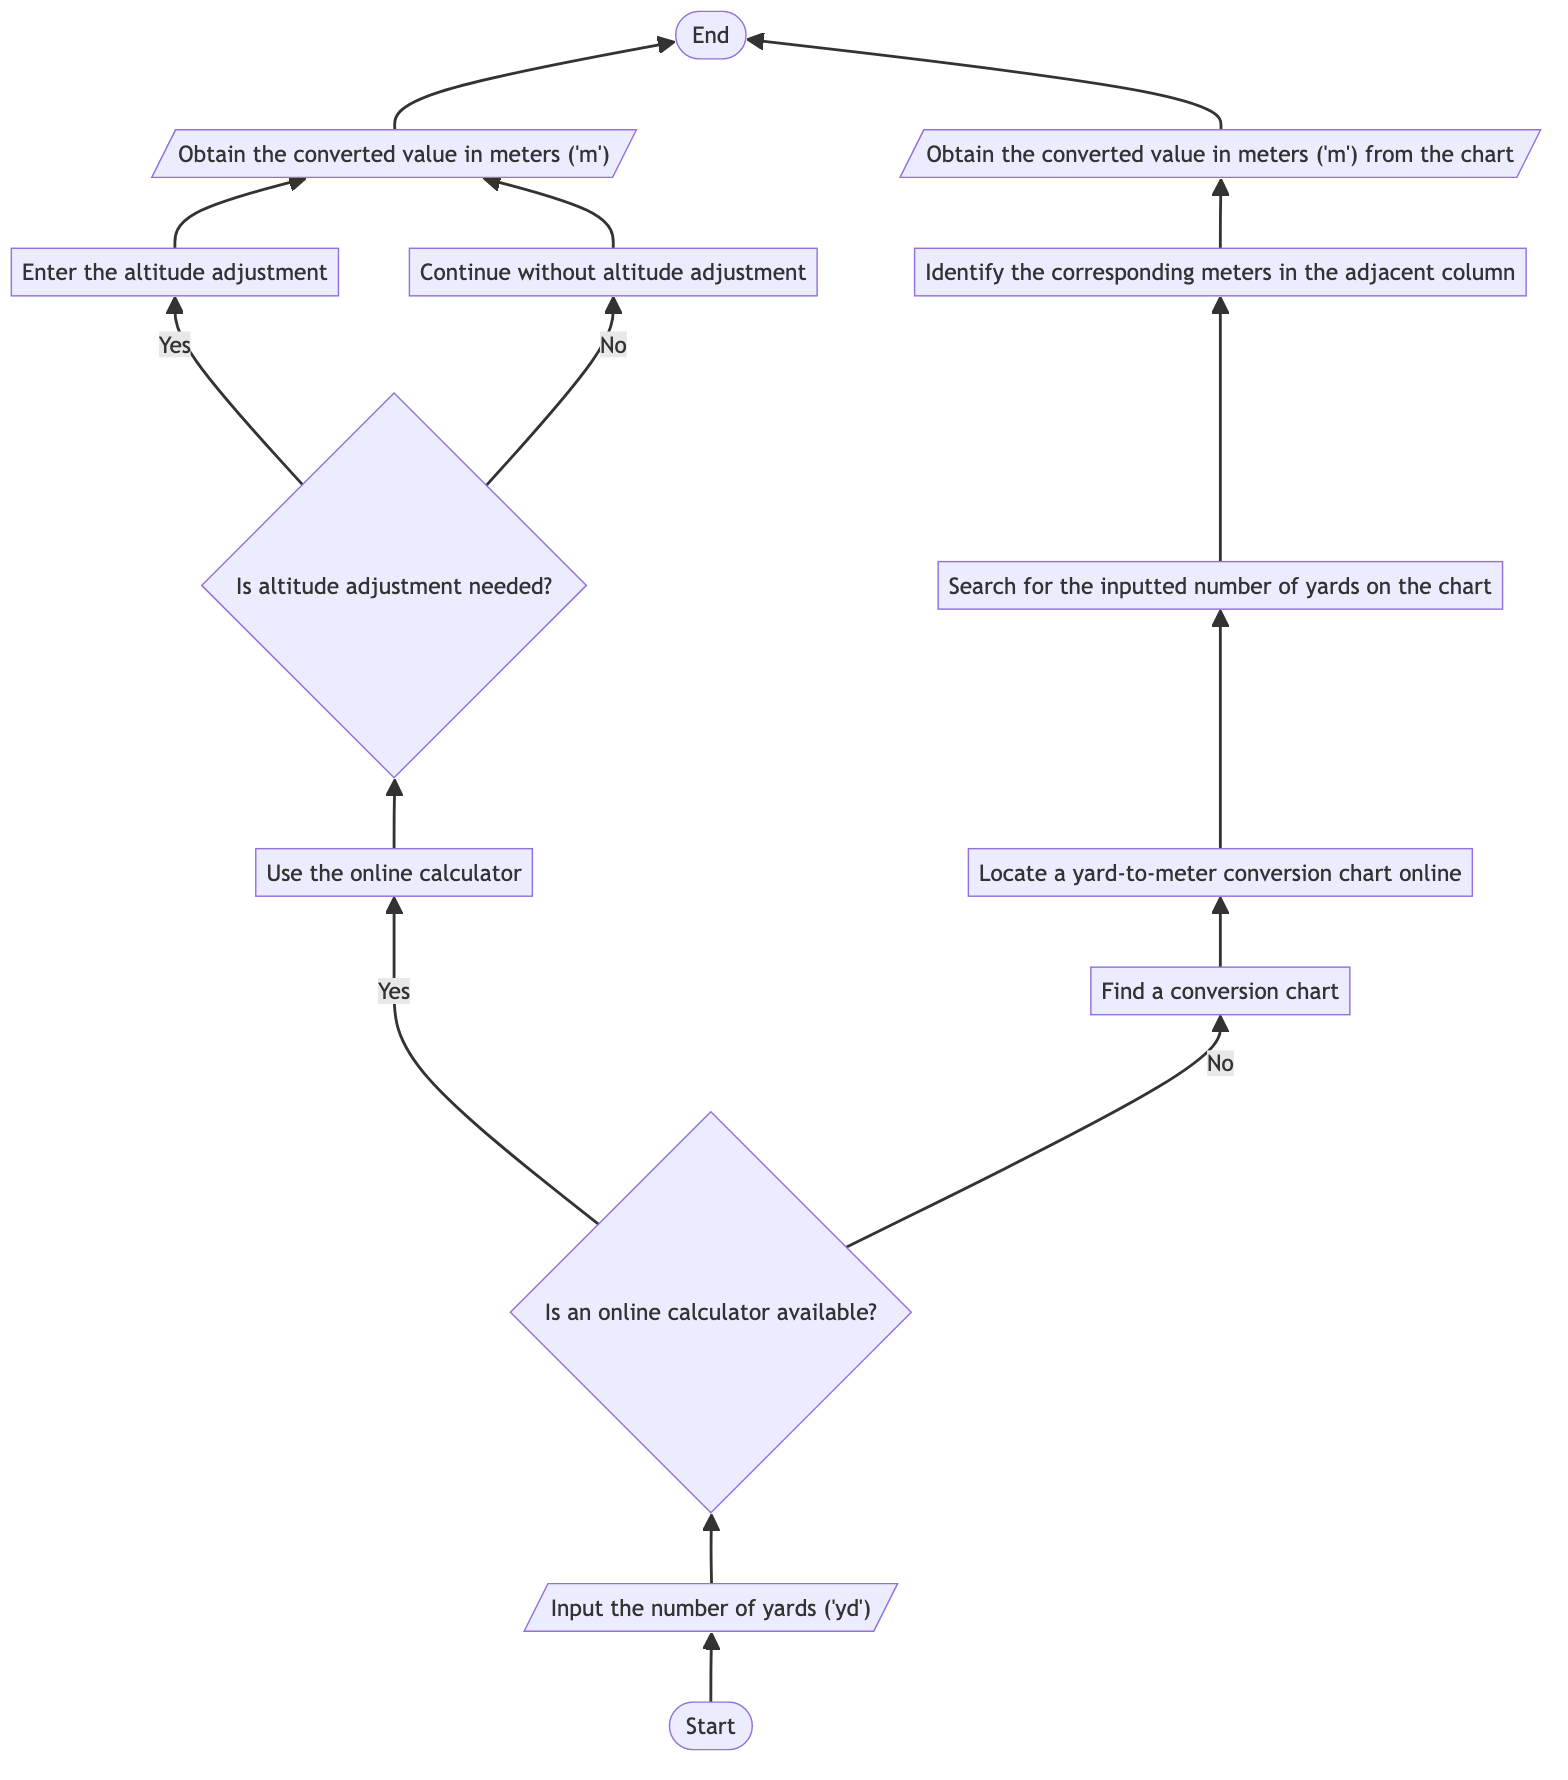 End
Obtain the converted value in meters ('m')
Obtain the converted value in meters ('m') from the chart
Enter the altitude adjustment
Continue without altitude adjustment
Identify the corresponding meters in the adjacent column
Yes
No
Is altitude adjustment needed?
Search for the inputted number of yards on the chart
Use the online calculator
Locate a yard-to-meter conversion chart online
Yes
Find a conversion chart
No
Is an online calculator available?
Input the number of yards ('yd')
Start